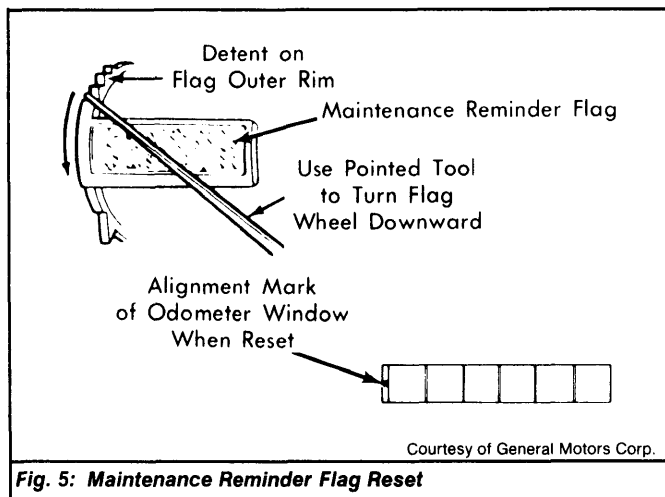 Detent on
Flag Outer Rim
Maintenance Reminder Flag
Use Pointed Tool
to Turn Flag
Wheel Downward
Alignment Mark
of Odometer Window
When Reset
Courtesy of General Motors Corp.
Fig. 5: Maintenance Reminder Flag Reset